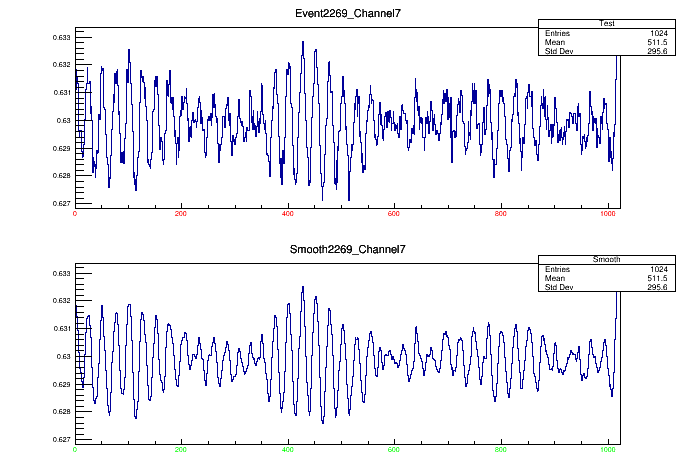 Event2269_Channel7
Test
Entries 1024
Mean 511.5
Std Dev 295.6
0.633
0.632
0.631
0.63
0.629
0.628
0.627
0 200 400 600 800 1000
Smooth2269_Channel7
Smooth
Entries 1024
Mean 511.5
Std Dev 295.6
0.633
0.632
0.631
0.63
0.629
0.628
0.627
0 200 400 600 800 1000